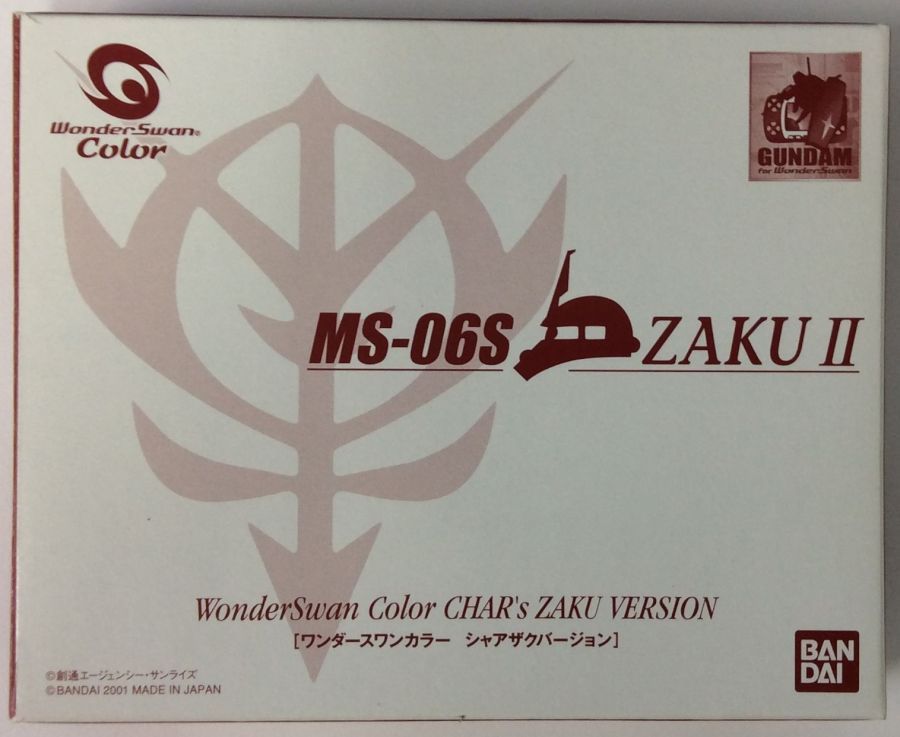 WonderSwan®
Color
GUNDAM
for WonderSwan
MS-06S ZAKU II
WonderSwan Color CHAR's ZAKU VERSION
[ワンダースワンカラー シャアザクバージョン]
©創通エージェンシー・サンライズ
©BANDAI 2001 MADE IN JAPAN
BAN
DAI